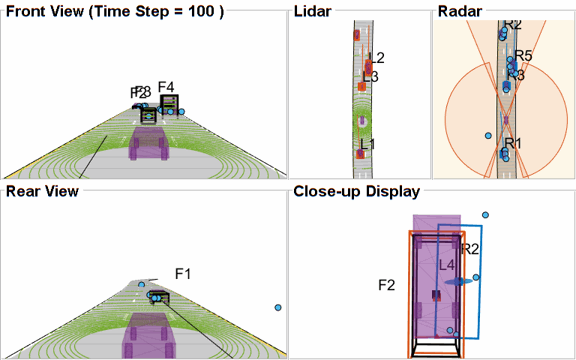 Front View (Time Step = 100 )
F2
F3
F4
Lidar
L2
L3
L1
Radar
R2
R5
R3
R1
Rear View
F1
Close-up Display
F2
L4
R2